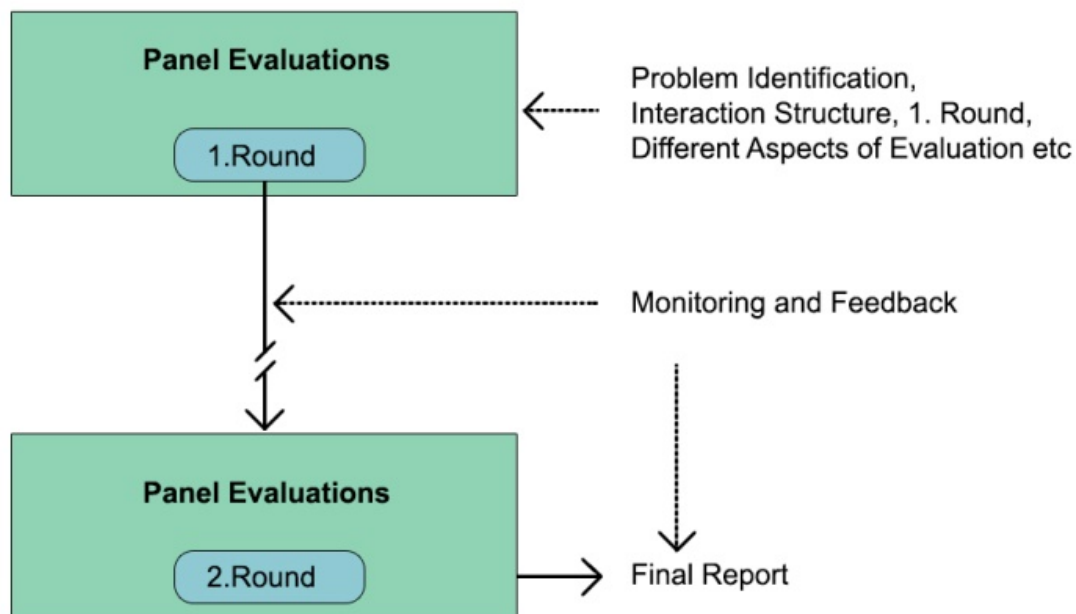 Panel Evaluations
1.Round
Problem Identification,
Interaction Structure, 1. Round,
Different Aspects of Evaluation etc
Monitoring and Feedback
Panel Evaluations
2.Round
Final Report